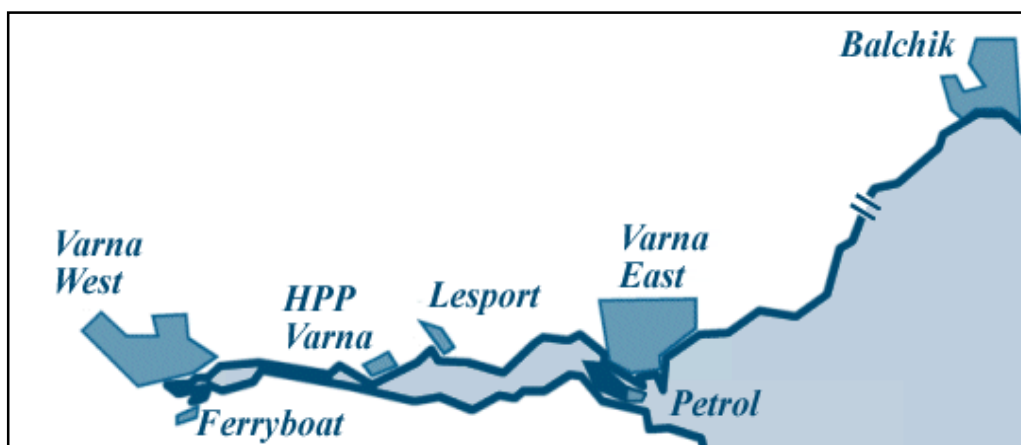 Balchik
Varna
West
HPP
Varna
Lesport
Varna
East
Ferryboat
Petrol